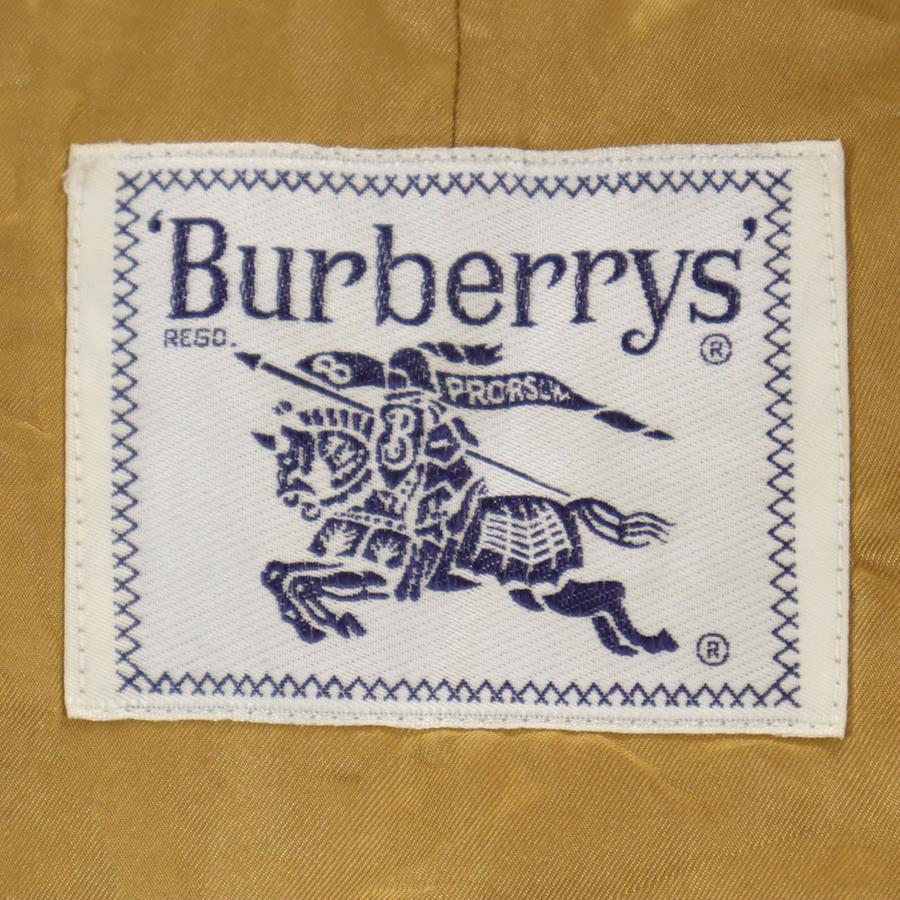 ‘Burberrys’
REGD. ®
B PRORSUM
B
®